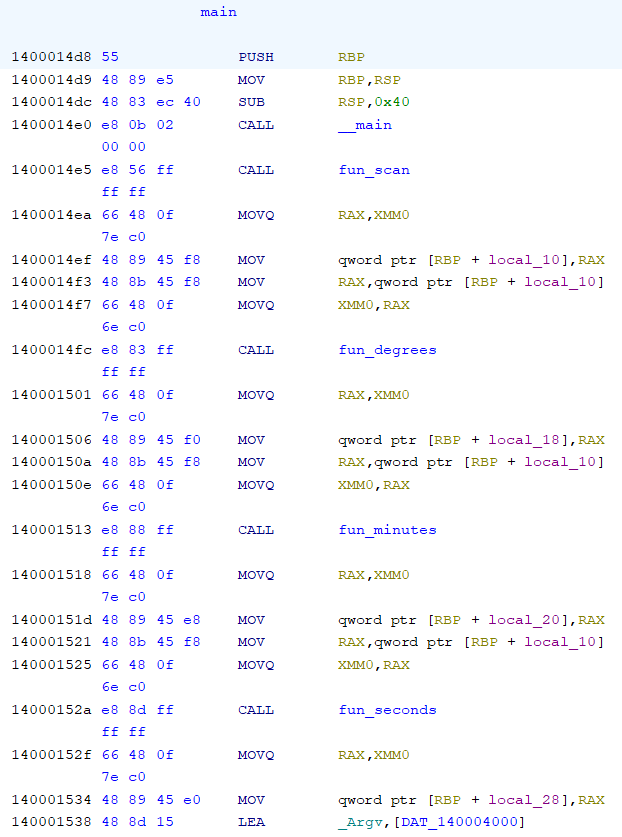 main
1400014d8 55 PUSH RBP
1400014d9 48 89 e5 MOV RBP,RSP
1400014dc 48 83 ec 40 SUB RSP,0x40
1400014e0 e8 0b 02 CALL __main
00 00
1400014e5 e8 56 ff CALL fun_scan
ff ff
1400014ea 66 48 0f MOVQ RAX,XMM0
7e c0
1400014ef 48 89 45 f8 MOV qword ptr [RBP + local_10],RAX
1400014f3 48 8b 45 f8 MOV RAX,qword ptr [RBP + local_10]
1400014f7 66 48 0f MOVQ XMM0,RAX
6e c0
1400014fc e8 83 ff CALL fun_degrees
ff ff
140001501 66 48 0f MOVQ RAX,XMM0
7e c0
140001506 48 89 45 f0 MOV qword ptr [RBP + local_18],RAX
14000150a 48 8b 45 f8 MOV RAX,qword ptr [RBP + local_10]
14000150e 66 48 0f MOVQ XMM0,RAX
6e c0
140001513 e8 88 ff CALL fun_minutes
ff ff
140001518 66 48 0f MOVQ RAX,XMM0
7e c0
14000151d 48 89 45 e8 MOV qword ptr [RBP + local_20],RAX
140001521 48 8b 45 f8 MOV RAX,qword ptr [RBP + local_10]
140001525 66 48 0f MOVQ XMM0,RAX
6e c0
14000152a e8 8d ff CALL fun_seconds
ff ff
14000152f 66 48 0f MOVQ RAX,XMM0
7e c0
140001534 48 89 45 e0 MOV qword ptr [RBP + local_28],RAX
140001538 48 8d 15 LEA _Argv,[DAT_140004000]